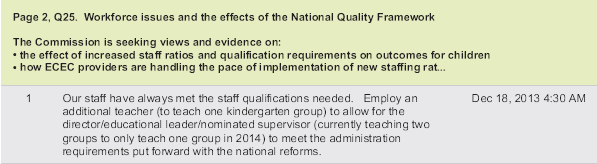 Page 2, Q25. Workforce issues and the effects of the National Quality Framework
The Commission is seeking views and evidence on:
• the effect of increased staff ratios and qualification requirements on outcomes for children
• how ECEC providers are handling the pace of implementation of new staffing rat...
1 Our staff have always met the staff qualifications needed. Employ an Dec 18, 2013 4:30 AM
additional teacher (to teach one kindergarten group) to allow for the
director/educational leader/nominated supervisor (currently teaching two
groups to only teach one group in 2014) to meet the administration
requirements put forward with the national reforms.